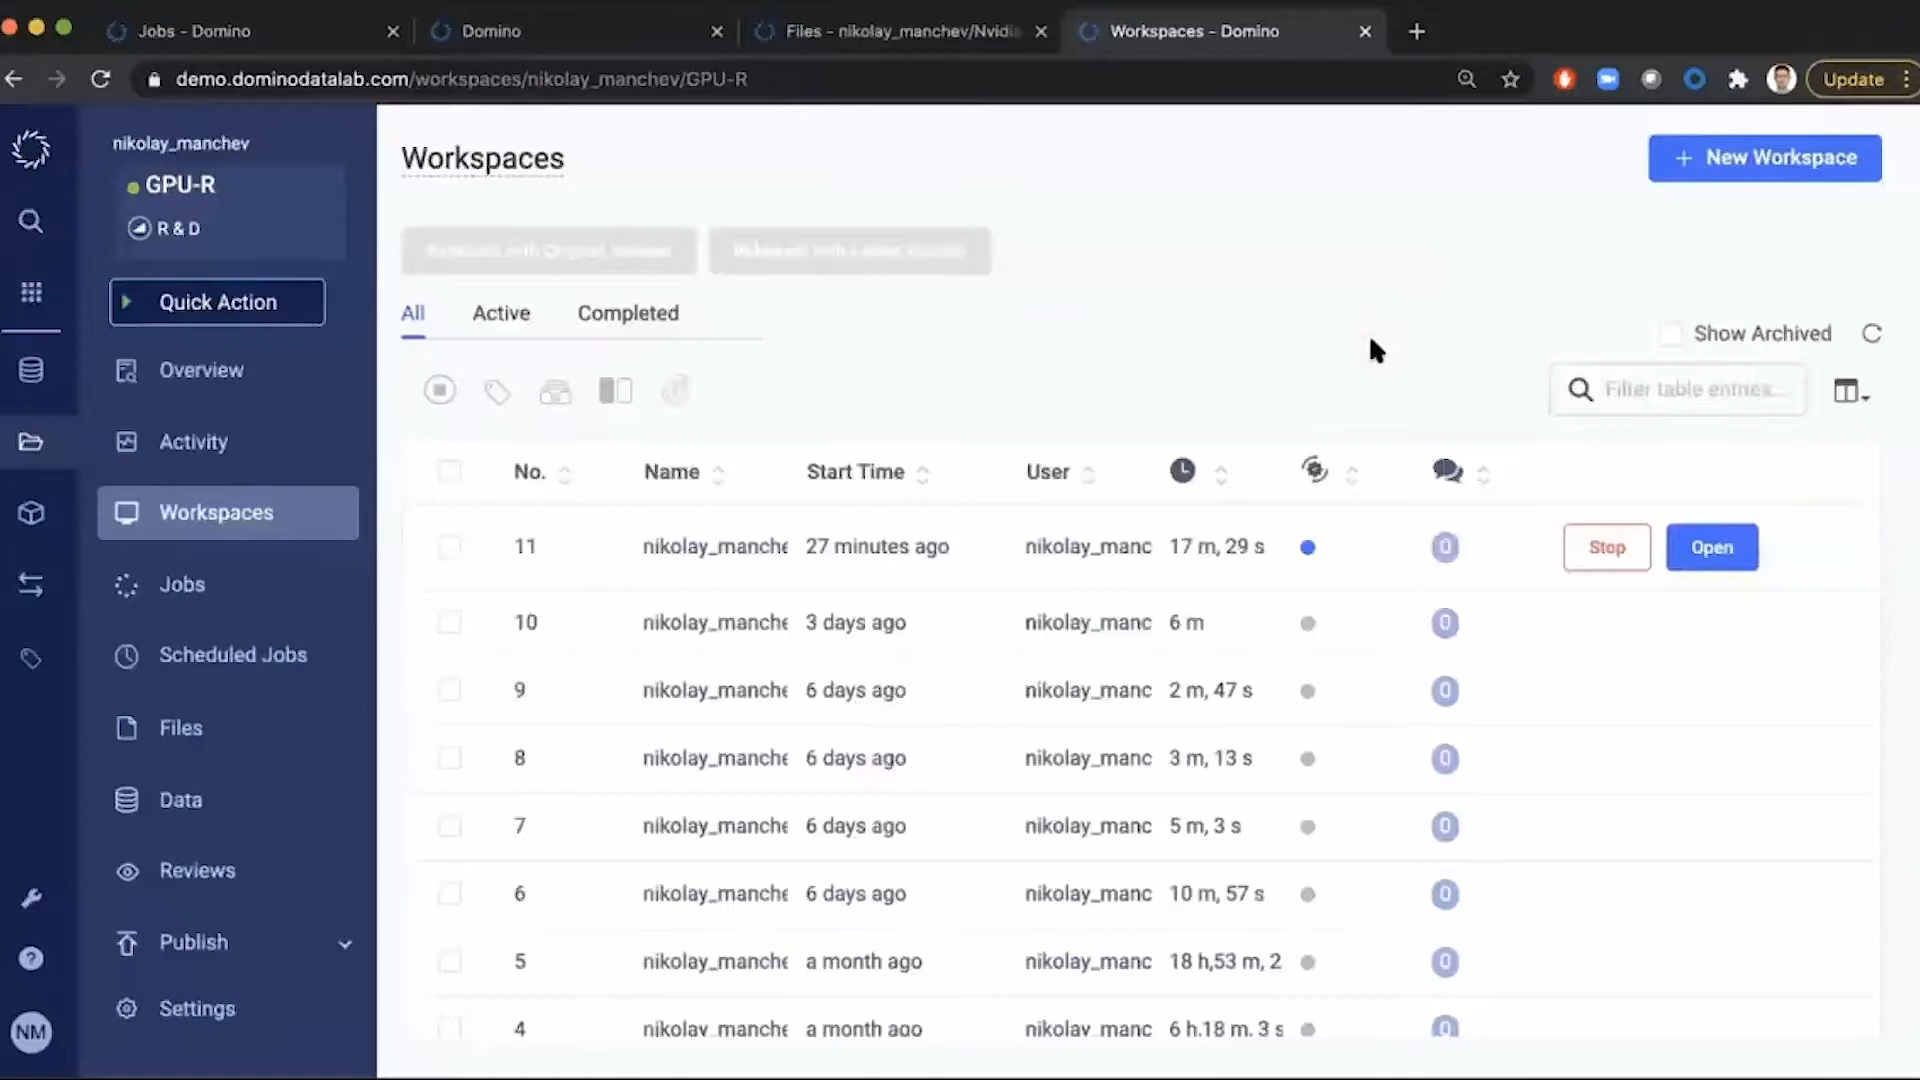 Jobs - Domino
Domino
Files - nikolay_manchev/Nvidi
Workspaces - Domino
demo.dominodatalab.com/workspaces/nikolay_manchev/GPU-R
Update
nikolay_manchev
GPU-R
R & D
Quick Action
Overview
Activity
Workspaces
Jobs
Scheduled Jobs
Files
Data
Reviews
Publish
Settings
NM
Workspaces
+ New Workspace
All Active Completed
Show Archived
Filter table entries...
No. Name Start Time User
11 nikolay_manche 27 minutes ago nikolay_manc 17 m, 29 s 0 Stop Open
10 nikolay_manche 3 days ago nikolay_manc 6 m 0
9 nikolay_manche 6 days ago nikolay_manc 2 m, 47 s 0
8 nikolay_manche 6 days ago nikolay_manc 3 m, 13 s 0
7 nikolay_manche 6 days ago nikolay_manc 5 m, 3 s 0
6 nikolay_manche 6 days ago nikolay_manc 10 m, 57 s 0
5 nikolay_manche a month ago nikolay_manc 18 h,53 m, 2 0
4 nikolay_manche a month ago nikolay_manc 6 h,18 m, 3 s 0